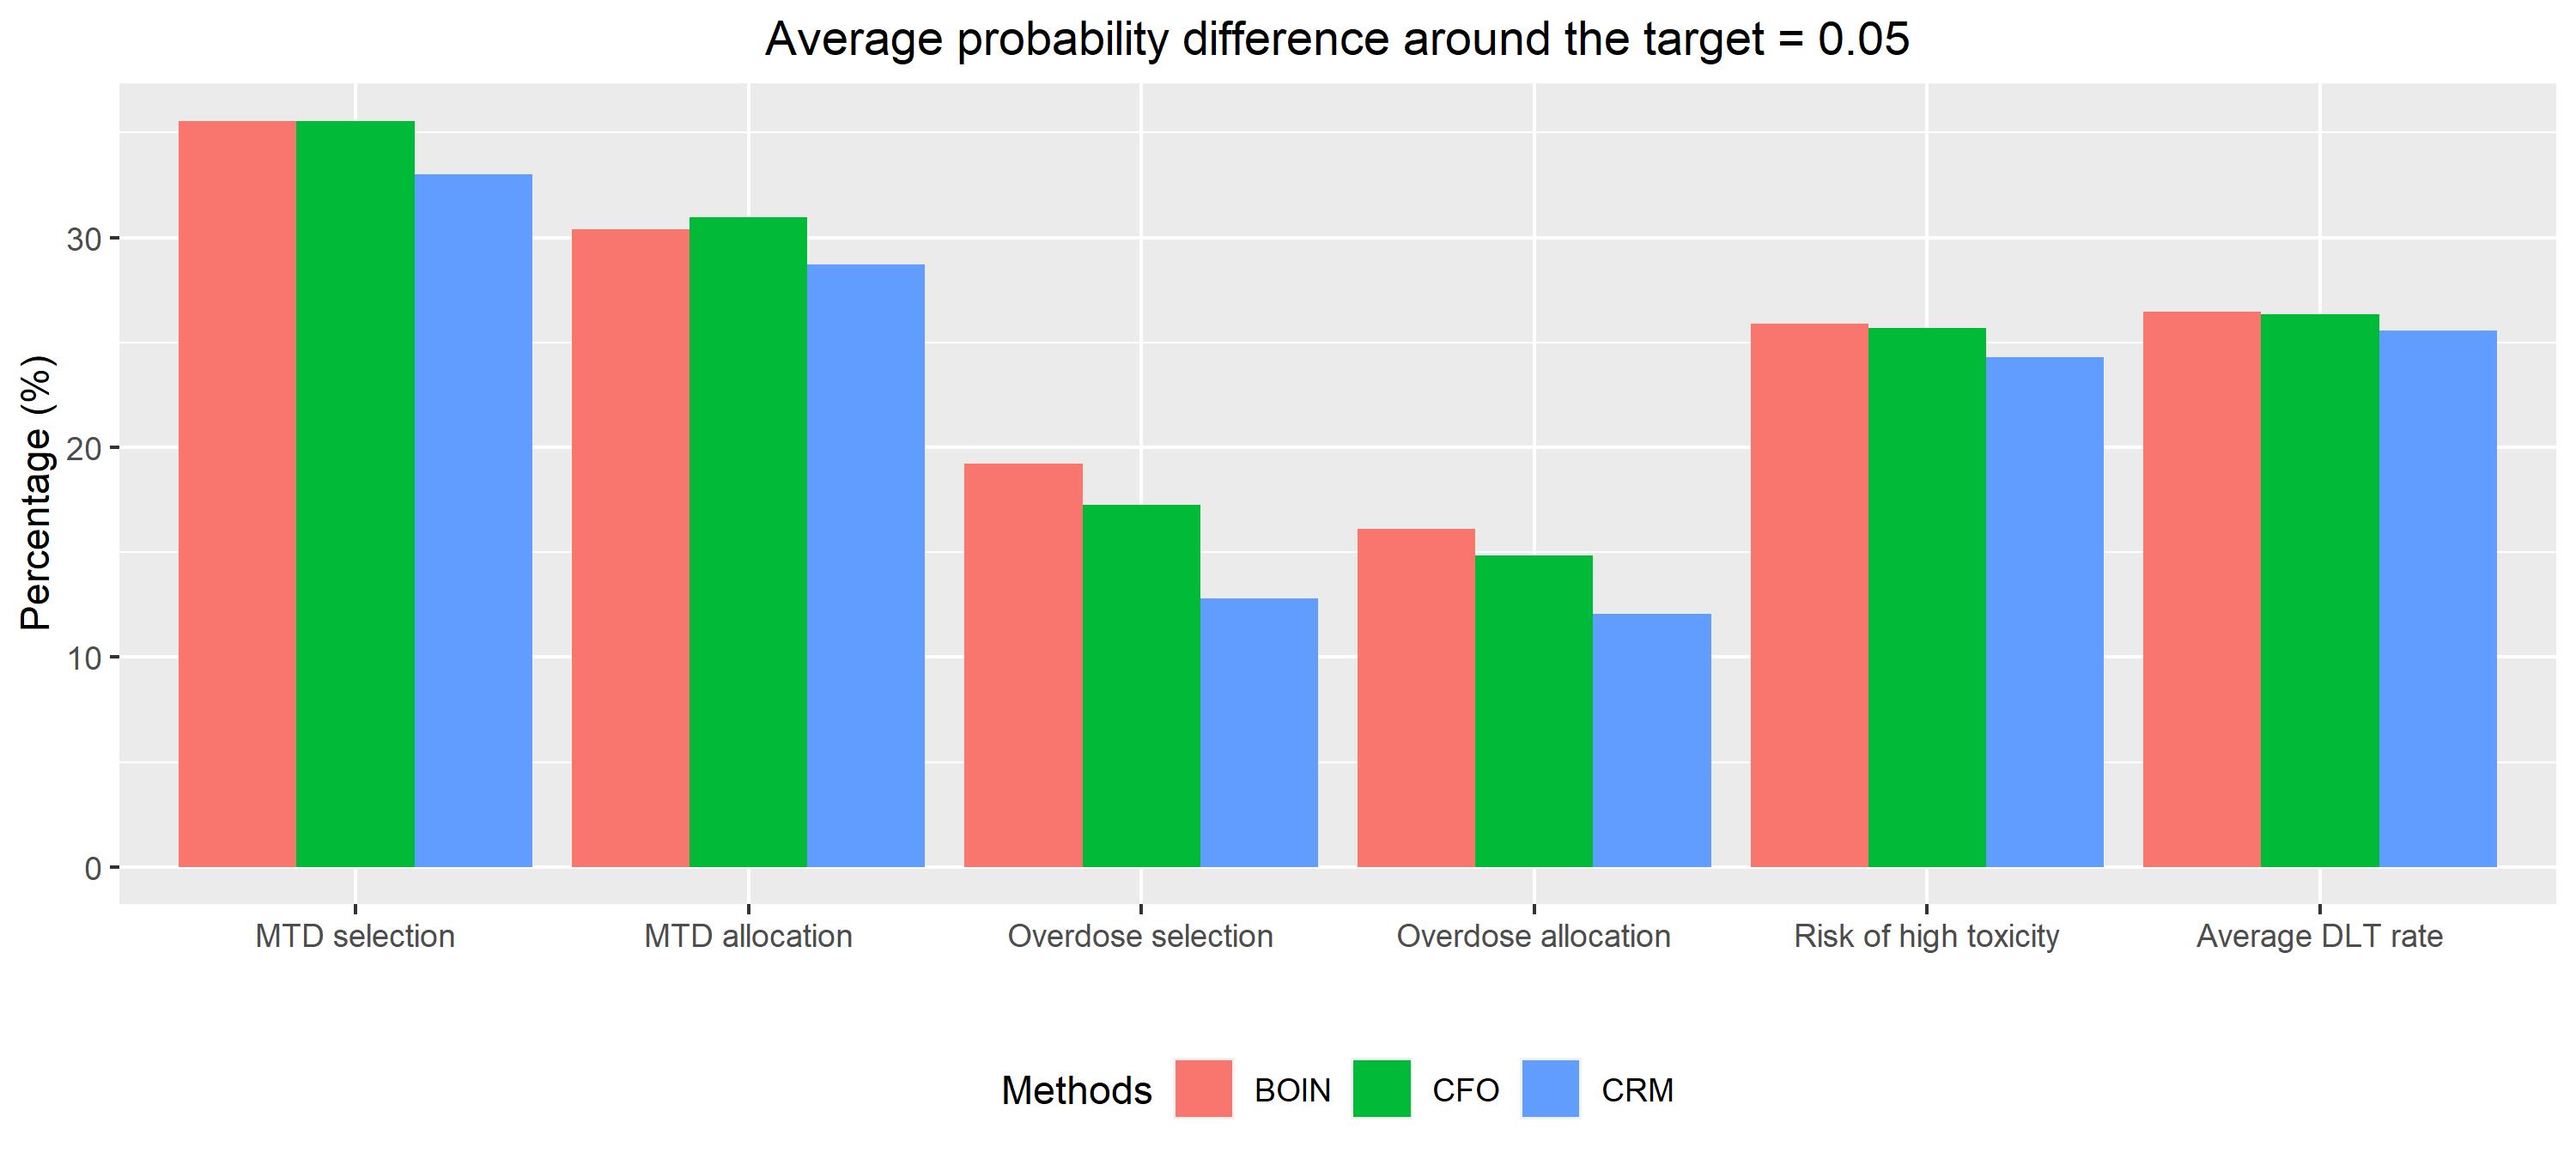 Average probability difference around the target = 0.05
Percentage (%)
30
20
10
0
MTD selection
MTD allocation
Overdose selection
Overdose allocation
Risk of high toxicity
Average DLT rate
Methods BOIN CFO CRM